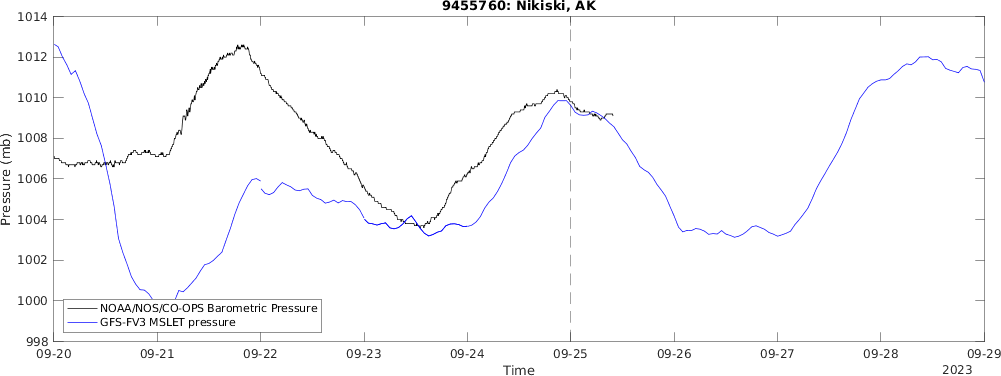 9455760: Nikiski, AK
1014
1012
1010
1008
1006
1004
1002
1000
998
Pressure (mb)
NOAA/NOS/CO-OPS Barometric Pressure
GFS-FV3 MSLET pressure
09-20 09-21 09-22 09-23 09-24 09-25 09-26 09-27 09-28 09-29
Time
2023